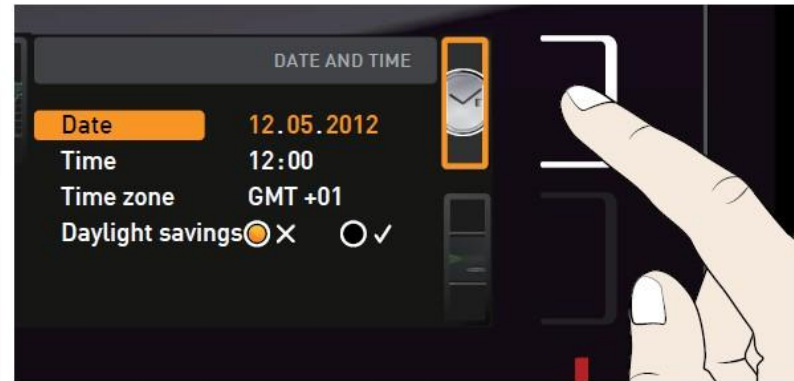 DATE AND TIME
Date 12.05.2012
Time 12:00
Time zone GMT +01
Daylight savings